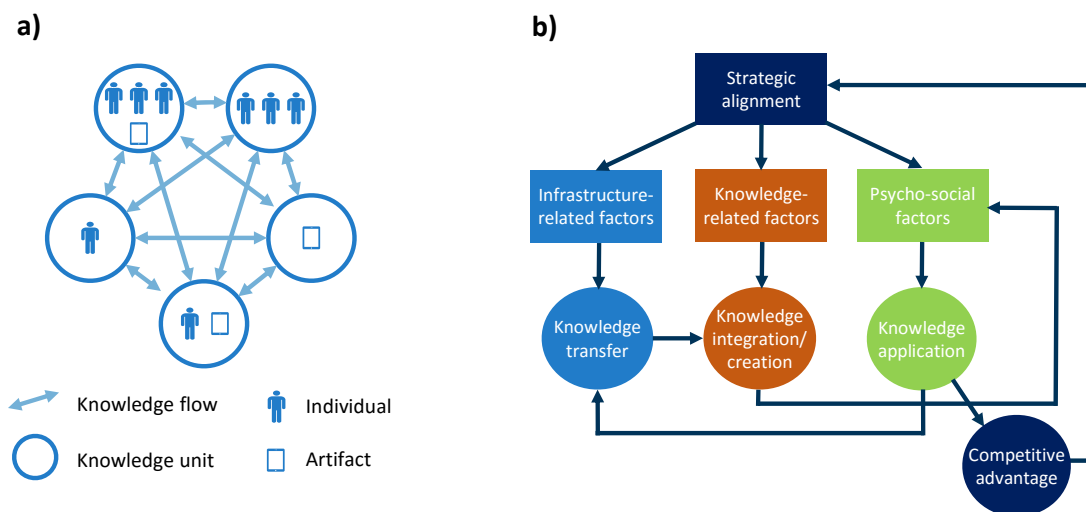 a)
Knowledge flow
Individual
Knowledge unit
Artifact
b)
Strategic
alignment
Infrastructure-
related factors
Knowledge-
related factors
Psycho-social
factors
Knowledge
transfer
Knowledge
integration/
creation
Knowledge
application
Competitive
advantage